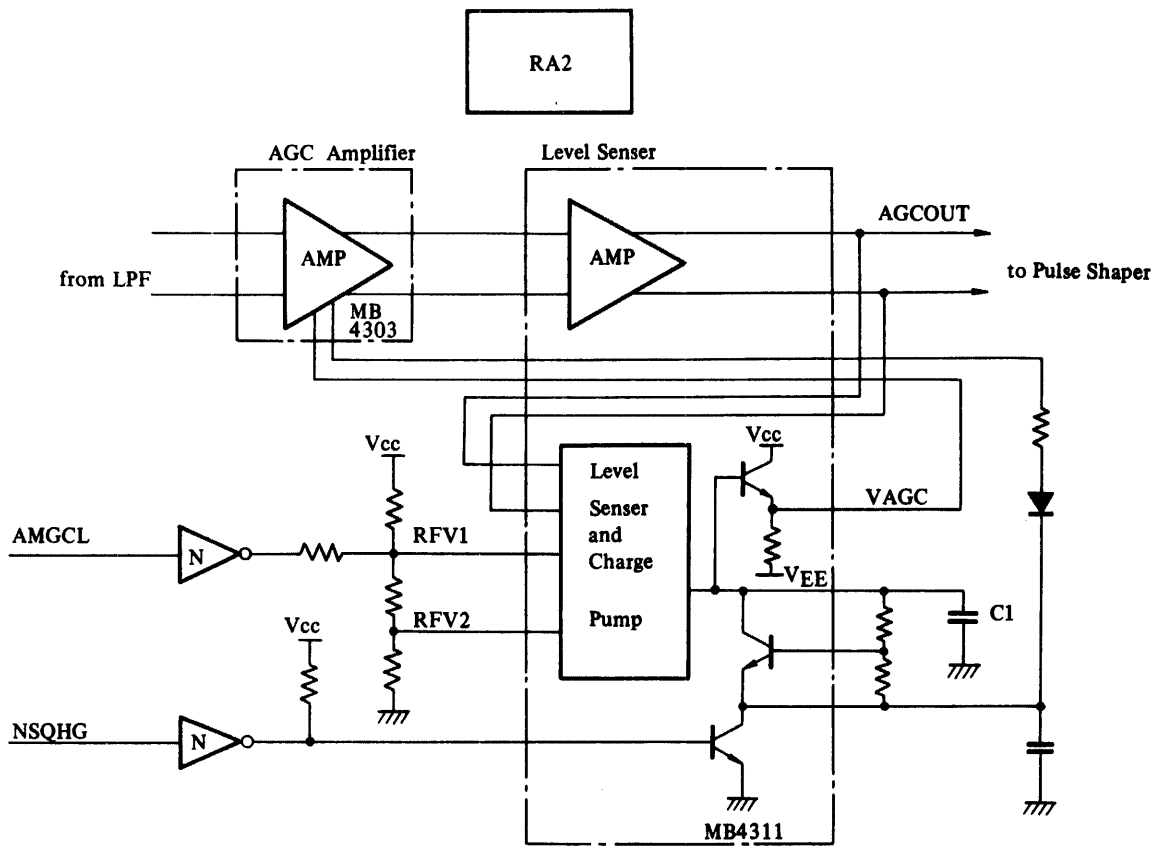 RA2
AGC Amplifier
Level Senser
AMP
AMP
AGCOUT
from LPF
to Pulse Shaper
MB
4303
Vcc
Vcc
Level
Senser
and
Charge
Pump
VAGC
AMGCL
N
RFV1
VEE
Vcc
RFV2
C1
NSQHG
N
MB4311